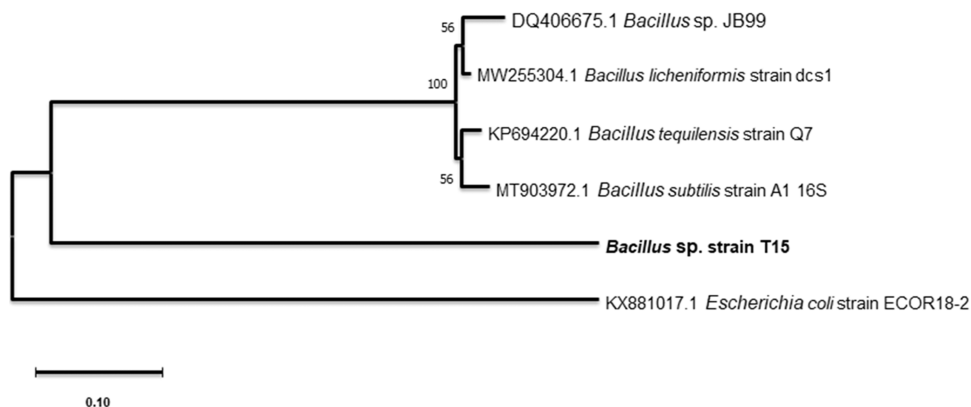 56
DQ406675.1 Bacillus sp. JB99
MW255304.1 Bacillus licheniformis strain dcs1
100
KP694220.1 Bacillus tequilensis strain Q7
56
MT903972.1 Bacillus subtilis strain A1 16S
Bacillus sp. strain T15
KX881017.1 Escherichia coli strain ECOR18-2
0.10